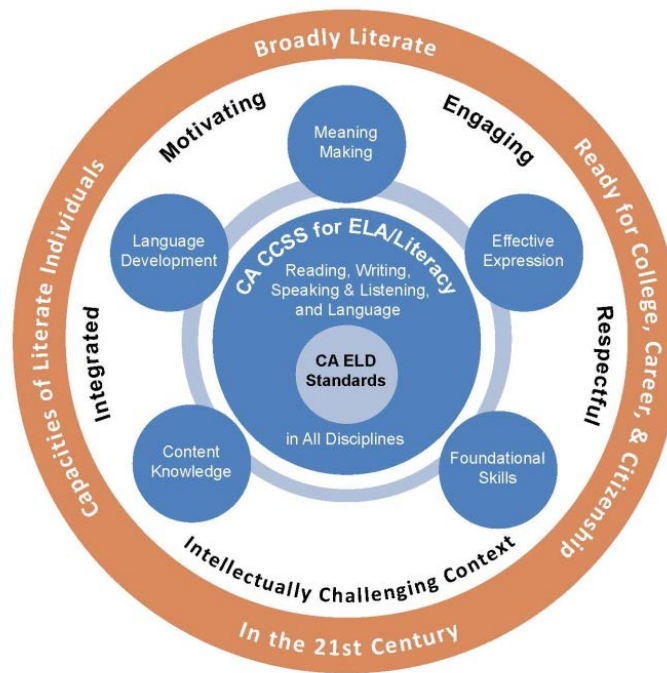 Broadly Literate
Ready for College, Career, & Citizenship
In the 21st Century
Capacities of Literate Individuals
Motivating
Engaging
Respectful
Intellectually Challenging Context
Integrated
Meaning
Making
Effective
Expression
Foundational
Skills
Content
Knowledge
Language
Development
CA CCSS for ELA/Literacy
Reading, Writing,
Speaking & Listening,
and Language
CA ELD
Standards
in All Disciplines